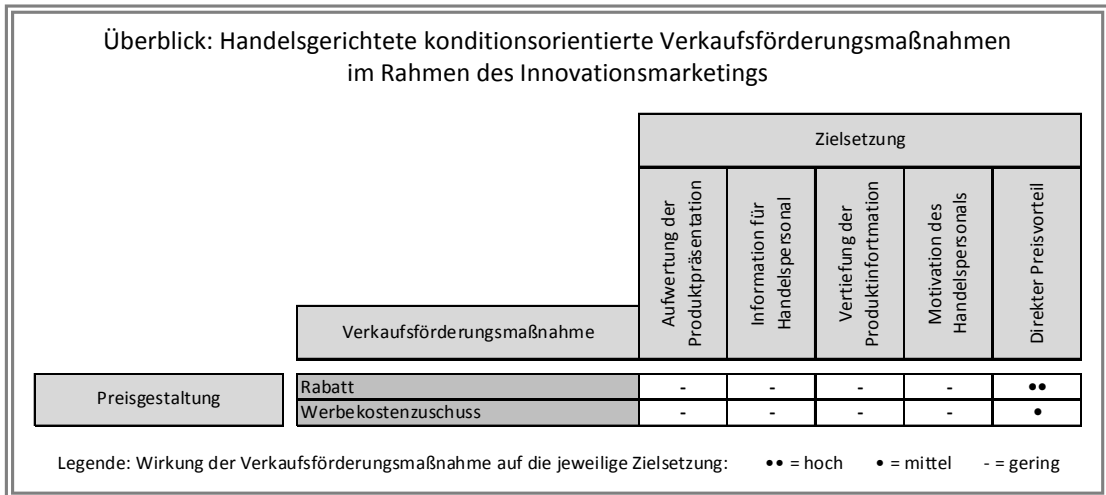 Überblick: Handelsgerichtete konditionsorientierte Verkaufsförderungsmaßnahmen
im Rahmen des Innovationsmarketings
Zielsetzung
Aufwertung der
Produktpräsentation
Information für
Handelspersonal
Vertiefung der
Produktinfortmation
Motivation des
Handelspersonals
Direkter Preisvorteil
Verkaufsförderungsmaßnahme
Preisgestaltung
Rabatt - - - - ●●
Werbekostenzuschuss - - - - ●
Legende: Wirkung der Verkaufsförderungsmaßnahme auf die jeweilige Zielsetzung: ●● = hoch ● = mittel - = gering